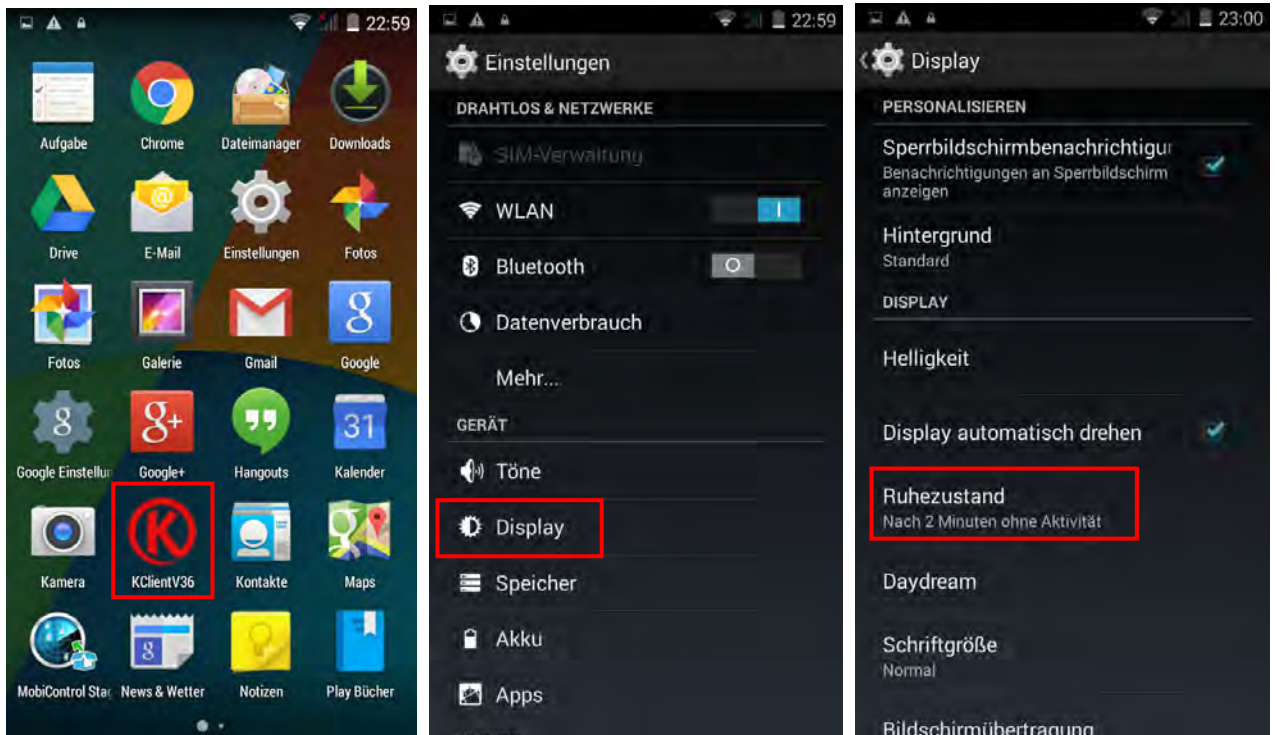 22:59
Aufgabe Chrome Dateimanager Downloads
Drive E-Mail Einstellungen Fotos
Fotos Galerie Gmail Google
31
Google Einstellur Google+ Hangouts Kalender
Kamera KClientV36 Kontakte Maps
MobiControl Sta News & Wetter Notizen Play Bücher
22:59
Einstellungen
DRAHTLOS & NETZWERKE
SIM-Verwaltung
WLAN
Bluetooth
Datenverbrauch
Mehr...
GERÄT
Töne
Display
Speicher
Akku
Apps
23:00
Display
PERSONALISIEREN
Sperrbildschirmbenachrichtigu
Benachrichtigungen an Sperrbildschirm
anzeigen
Hintergrund
Standard
DISPLAY
Helligkeit
Display automatisch drehen
Ruhezustand
Nach 2 Minuten ohne Aktivität
Daydream
Schriftgröße
Normal
Bildschirmübertragung